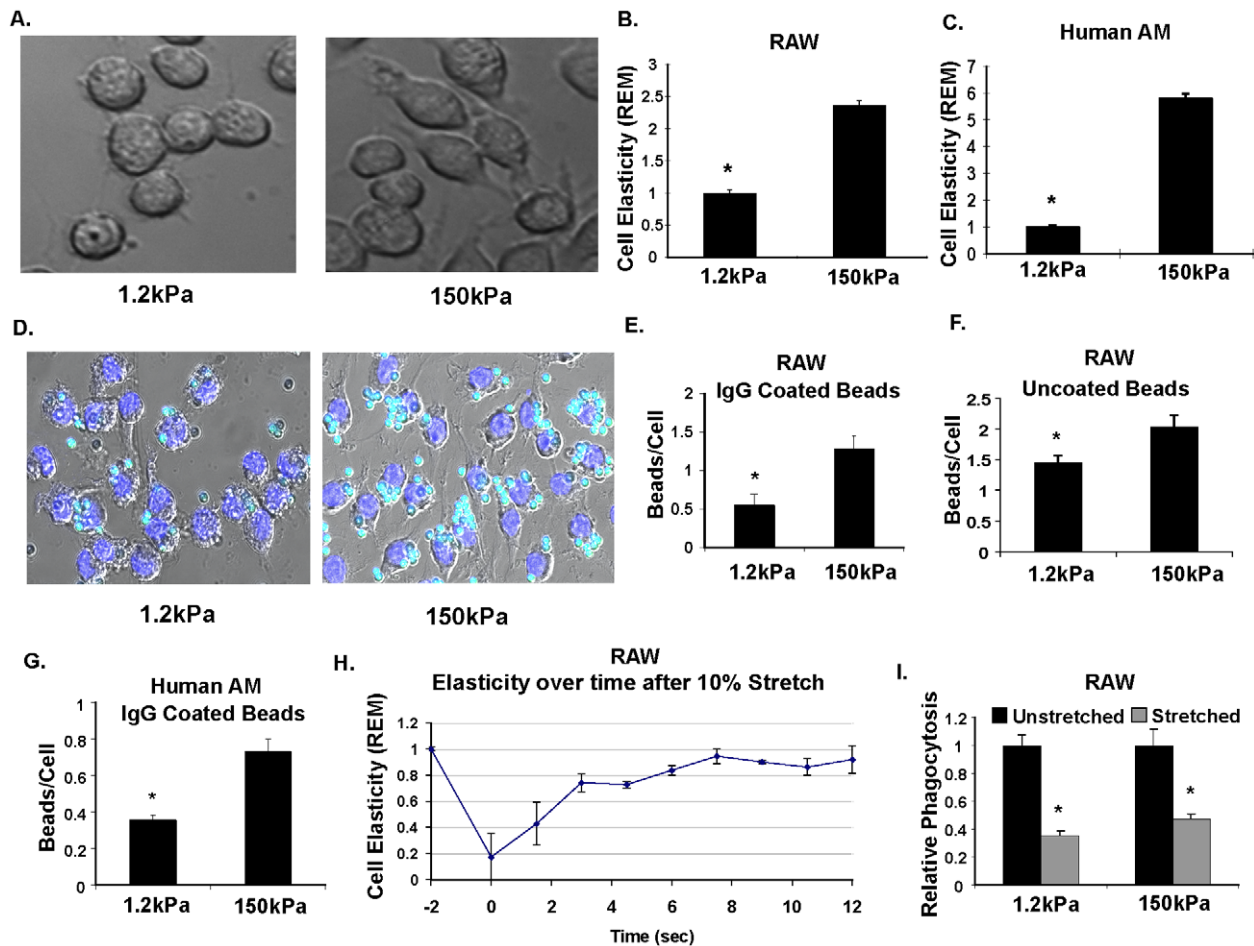 A.
1.2kPa
150kPa
B.
RAW
Cell Elasticity (REM)
3
2.5
2
1.5
1
0.5
0
*
1.2kPa
150kPa
C.
Human AM
Cell Elasticity (REM)
7
6
5
4
3
2
1
0
*
1.2kPa
150kPa
D.
1.2kPa
150kPa
E.
RAW
IgG Coated Beads
Beads/Cell
2
1.5
1
0.5
0
*
1.2kPa
150kPa
F.
RAW
Uncoated Beads
Beads/Cell
2.5
2
1.5
1
0.5
0
*
1.2kPa
150kPa
G.
Human AM
IgG Coated Beads
Beads/Cell
1
0.8
0.6
0.4
0.2
0
*
1.2kPa
150kPa
H.
RAW
Elasticity over time after 10% Stretch
Cell Elasticity (REM)
1.2
1
0.8
0.6
0.4
0.2
0
-2 0 2 4 6 8 10 12
Time (sec)
I.
RAW
Unstretched Stretched
Relative Phagocytosis
1.2
1
0.8
0.6
0.4
0.2
0
*
*
1.2kPa
150kPa